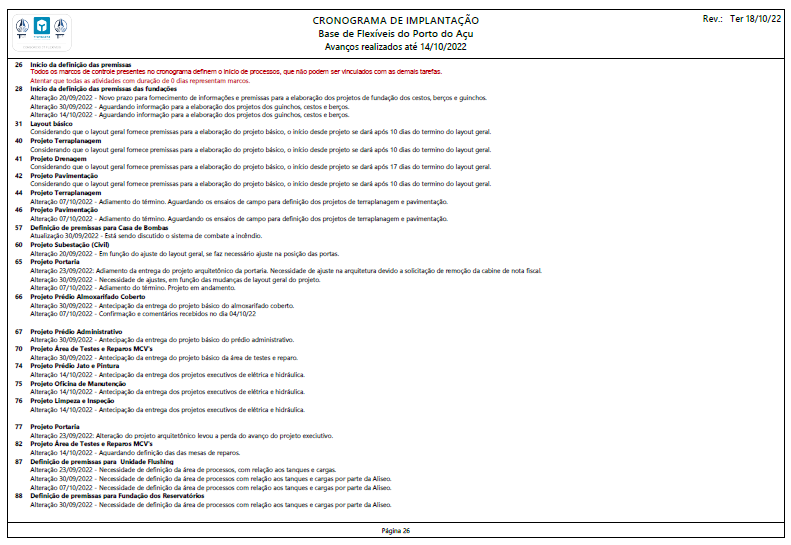 CRONOGRAMA DE IMPLANTAÇÃO
Rev.: Ter 18/10/22
Base de Flexíveis do Porto do Açu
Avanços realizados até 14/10/2022
26 Início da definição das premissas
Todos os marcos de controle presentes no cronograma definem o início de processos, que não podem ser vinculados com as demais tarefas.
Atentar que todas as atividades com duração de 0 dias representam marcos.
28 Início da definição das premissas das fundações
Alteração 20/09/2022 - Novo prazo para fornecimento de informações e premissas para a elaboração dos projetos de fundação dos cestos, berços e guinchos.
Alteração 30/09/2022 - Aguardando informação para a elaboração dos projetos dos guinchos, cestos e berços.
Alteração 14/10/2022 - Aguardando informação para a elaboração dos projetos dos guinchos, cestos e berços.
31 Layout básico
Considerando que o layout geral fornece premissas para a elaboração do projeto básico, o início desde projeto se dará após 10 dias do termino do layout geral.
40 Projeto Terraplanagem
Considerando que o layout geral fornece premissas para a elaboração do projeto básico, o início desde projeto se dará após 10 dias do termino do layout geral.
41 Projeto Drenagem
Considerando que o layout geral fornece premissas para a elaboração do projeto básico, o início desde projeto se dará após 17 dias do termino do layout geral.
42 Projeto Pavimentação
Considerando que o layout geral fornece premissas para a elaboração do projeto básico, o início desde projeto se dará após 10 dias do termino do layout geral.
44 Projeto Terraplanagem
Alteração 07/10/2022 - Adiamento do término. Aguardando os ensaios de campo para definição dos projetos de terraplanagem e pavimentação.
46 Projeto Pavimentação
Alteração 07/10/2022 - Adiamento do término. Aguardando os ensaios de campo para definição dos projetos de terraplanagem e pavimentação.
57 Definição de premissas para Casa de Bombas
Atualização 30/09/2022 - Está sendo discutido o sistema de combate a incêndio.
60 Projeto Subestação (Civil)
Alteração 20/09/2022 - Em função do ajuste do layout geral, se faz necessário ajuste na posição das portas.
65 Projeto Portaria
Alteração 23/09/2022: Adiamento da entrega do projeto arquitetônico da portaria. Necessidade de ajuste na arquitetura devido a solicitação de remoção da cabine de nota fiscal.
Alteração 30/09/2022 - Necessidade de ajustes, em função das mudanças de layout geral do projeto.
Alteração 07/10/2022 - Adiamento do término. Projeto em andamento.
66 Projeto Prédio Almoxarifado Coberto
Alteração 30/09/2022 - Antecipação da entrega do projeto básico do almoxarifado coberto.
Alteração 07/10/2022 - Confirmação e comentários recebidos no dia 04/10/22
67 Projeto Prédio Administrativo
Alteração 30/09/2022 - Antecipação da entrega do projeto básico do prédio administrativo.
70 Projeto Área de Testes e Reparos MCV's
Alteração 30/09/2022 - Antecipação da entrega do projeto básico da área de testes e reparo.
74 Projeto Prédio Jato e Pintura
Alteração 14/10/2022 - Antecipação da entrega dos projetos executivos de elétrica e hidráulica.
75 Projeto Oficina de Manutenção
Alteração 14/10/2022 - Antecipação da entrega dos projetos executivos de elétrica e hidráulica.
76 Projeto Limpeza e Inspeção
Alteração 14/10/2022 - Antecipação da entrega dos projetos executivos de elétrica e hidráulica.
77 Projeto Portaria
Alteração 23/09/2022: Alteração do projeto arquitetônico levou a perda do avanço do projeto executivo.
82 Projeto Área de Testes e Reparos MCV's
Alteração 14/10/2022 - Aquardando definição das das mesas de reparos.
87 Definição de premissas para Unidade Flushing
Alteração 23/09/2022 - Necessidade de definição da área de processos, com relação aos tanques e cargas.
Alteração 30/09/2022 - Necessidade de definição da área de processos com relação aos tanques e cargas por parte da Aliseo.
Alteração 07/10/2022 - Necessidade de definição da área de processos com relação aos tanques e cargas por parte da Aliseo.
88 Definição de premissas para Fundação dos Reservatórios
Alteração 30/09/2022 - Necessidade de definição da área de processos com relação aos tanques e cargas por parte da Aliseo.
Página 26